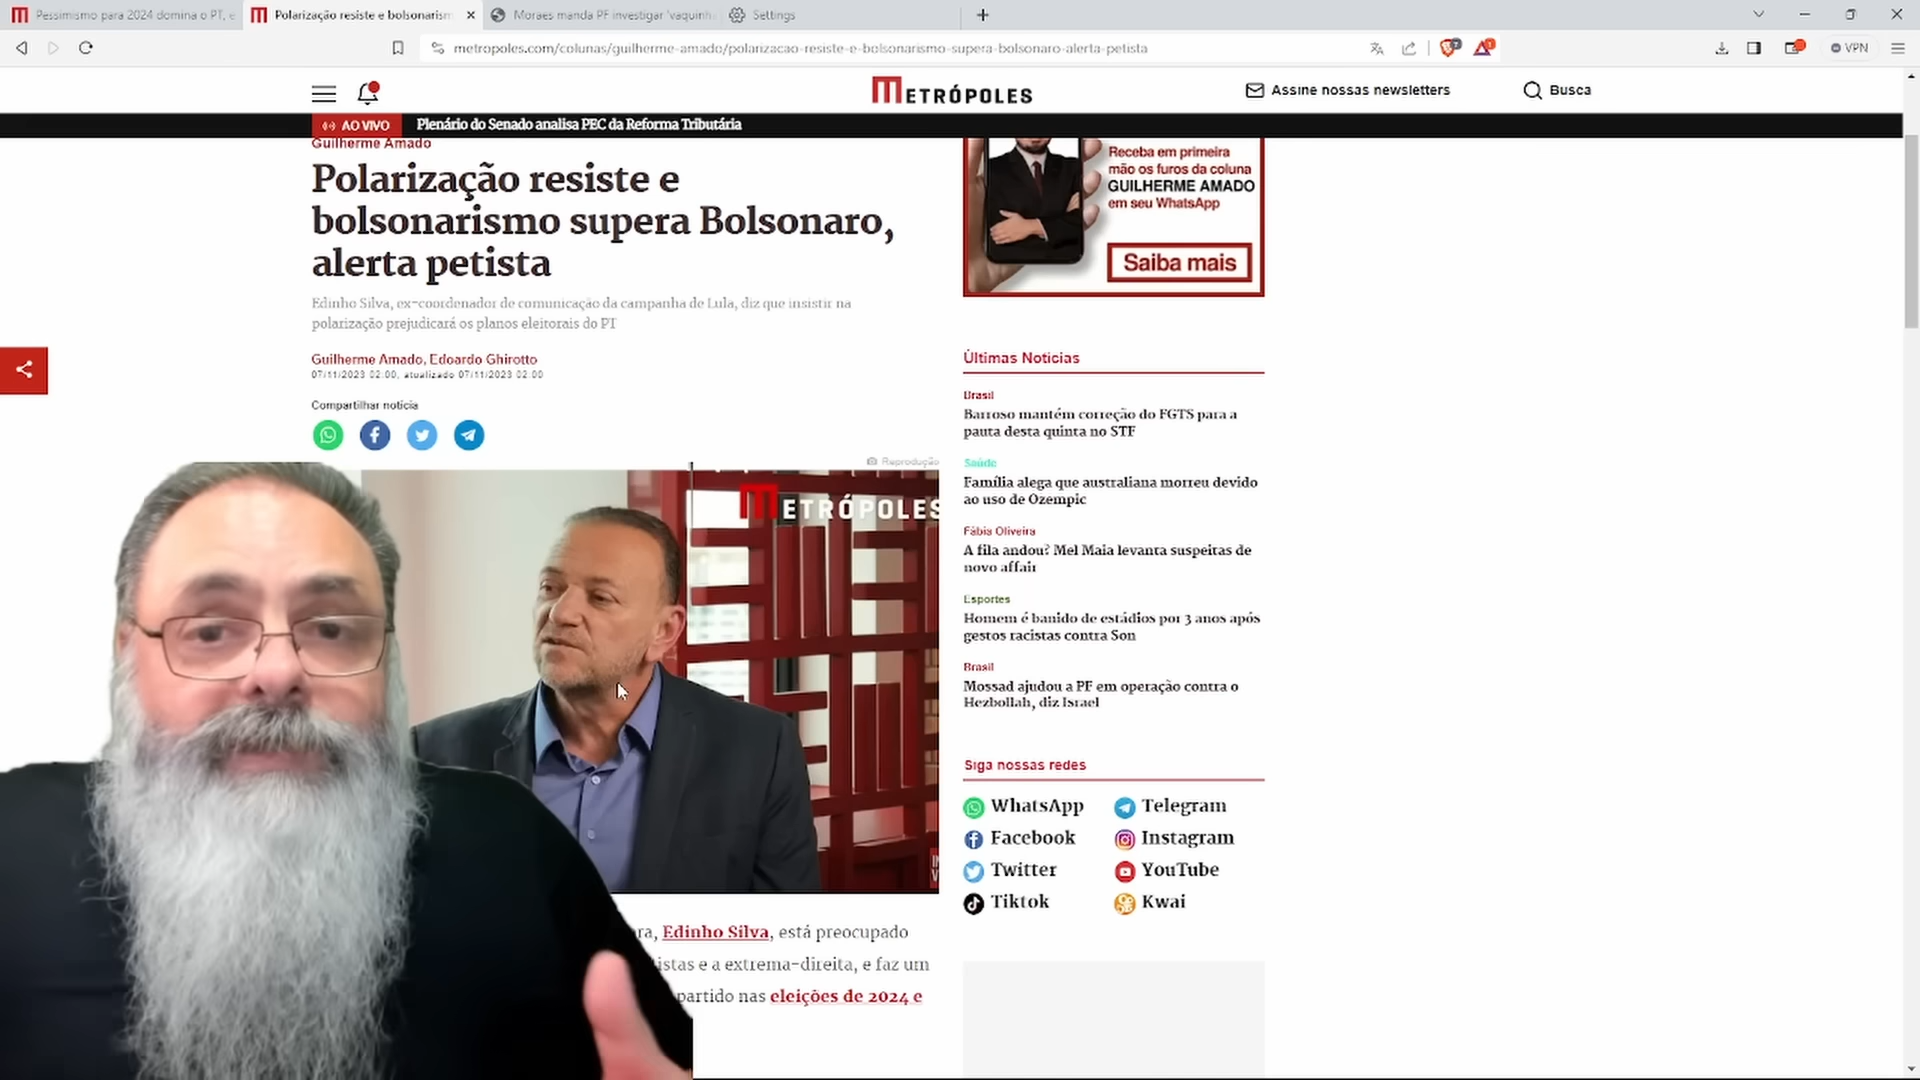 Pessimismo para 2024 domina o PT, e
Polarização resiste e bolsonarism
Moraes manda PF investigar 'vaquinh
Settings
metropoles.com/colunas/guilherme-amado/polarizacao-resiste-e-bolsonarismo-supera-bolsonaro-alerta-petista
VPN
METRÓPOLES
Assine nossas newsletters
Busca
AO VIVO
Plenário do Senado analisa PEC da Reforma Tributária
Guilherme Amado
Polarização resiste e
bolsonarismo supera Bolsonaro,
alerta petista
Edinho Silva, ex-coordenador de comunicação da campanha de Lula, diz que insistir na
polarização prejudicará os planos eleitorais do PT
Guilherme Amado, Edoardo Ghirotto
07/11/2023 02:00, atualizado 07/11/2023 02:00
Compartilhar notícia
Reprodução
METRÓPOLES
ra, Edinho Silva, está preocupado
istas e a extrema-direita, e faz um
partido nas eleições de 2024 e
Receba em primeira
mão os furos da coluna
GUILHERME AMADO
em seu WhatsApp
Saiba mais
Últimas Notícias
Brasil
Barroso mantém correção do FGTS para a
pauta desta quinta no STF
Saúde
Família alega que australiana morreu devido
ao uso de Ozempic
Fábia Oliveira
A fila andou? Mel Maia levanta suspeitas de
novo affair
Esportes
Homem é banido de estádios por 3 anos após
gestos racistas contra Son
Brasil
Mossad ajudou a PF em operação contra o
Hezbollah, diz Israel
Siga nossas redes
WhatsApp
Telegram
Facebook
Instagram
Twitter
YouTube
Tiktok
Kwai